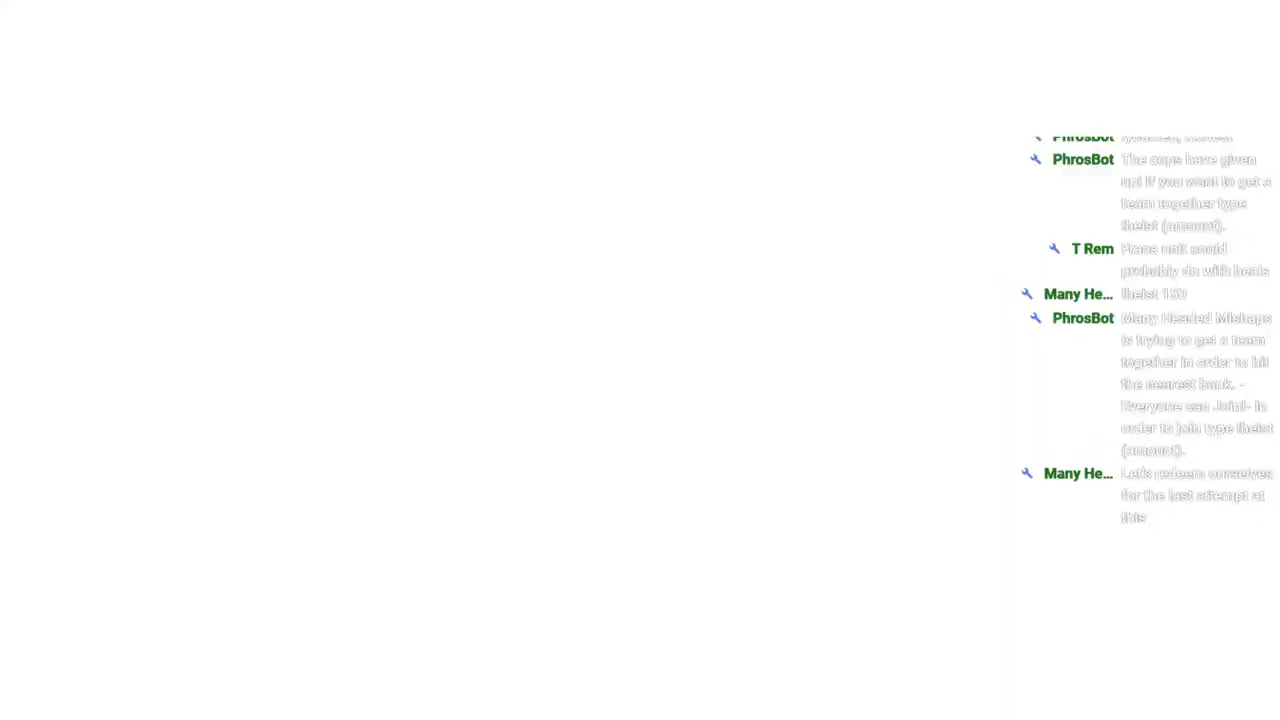 PhrosBot
PhrosBot The cops have given
up! If you want to get a
team together type
!heist (amount).
T Rem Frans unit could
probably do with heals
Many He... !heist 150
PhrosBot Many Headed Mishaps
is trying to get a team
together in order to hit
the nearest bank. -
Everyone can Join!- In
order to join type !heist
(amount).
Many He... Let's redeem ourselves
for the last attempt at
this